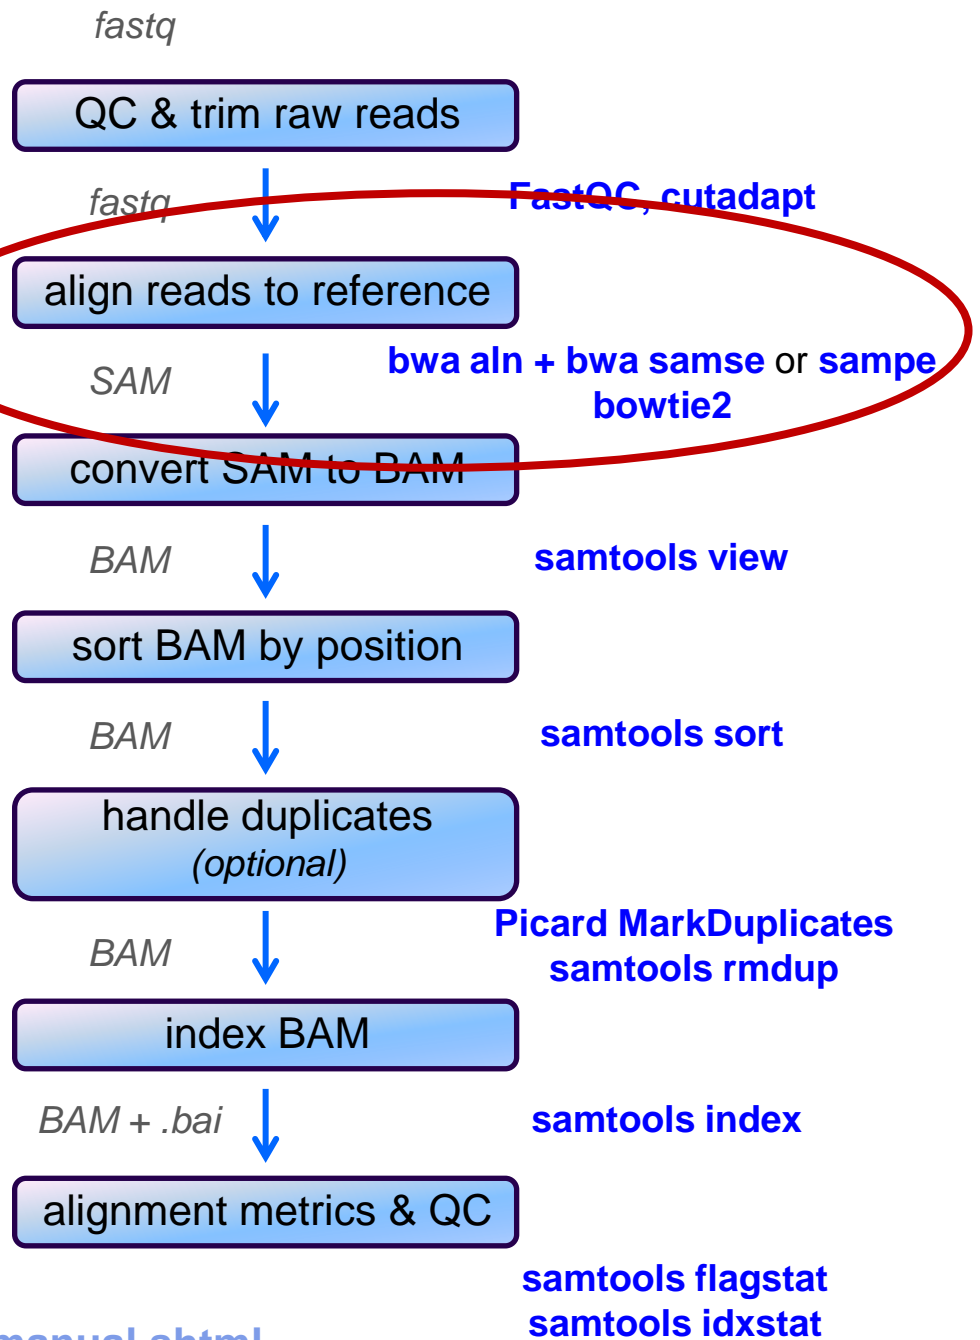 fastq
QC & trim raw reads
fastq
FastQC, cutadapt
align reads to reference
SAM
bwa aln + bwa samse or sampe
bowtie2
convert SAM to BAM
BAM
samtools view
sort BAM by position
BAM
samtools sort
handle duplicates
(optional)
BAM
Picard MarkDuplicates
samtools rmdup
index BAM
BAM + .bai
samtools index
alignment metrics & QC
samtools flagstat
samtools idxstat
manual.shtml